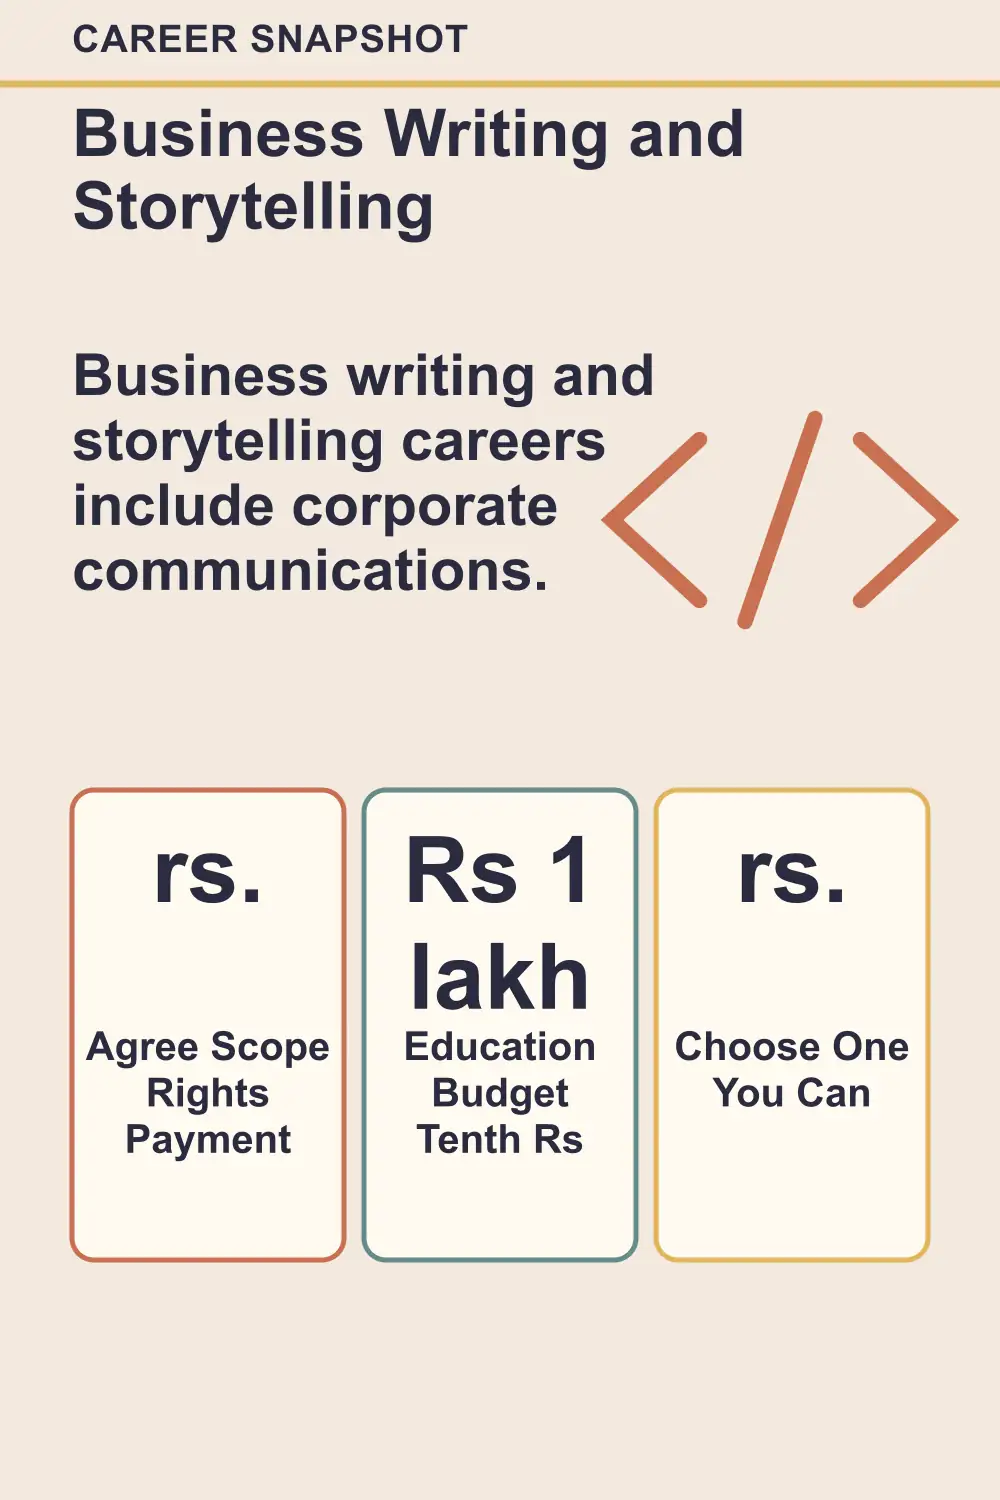 CAREER SNAPSHOT
Business Writing and
Storytelling
Business writing and
storytelling careers
include corporate
communications.
rs.
Agree Scope
Rights
Payment
Rs 1
lakh
Education
Budget
Tenth Rs
rs.
Choose One
You Can